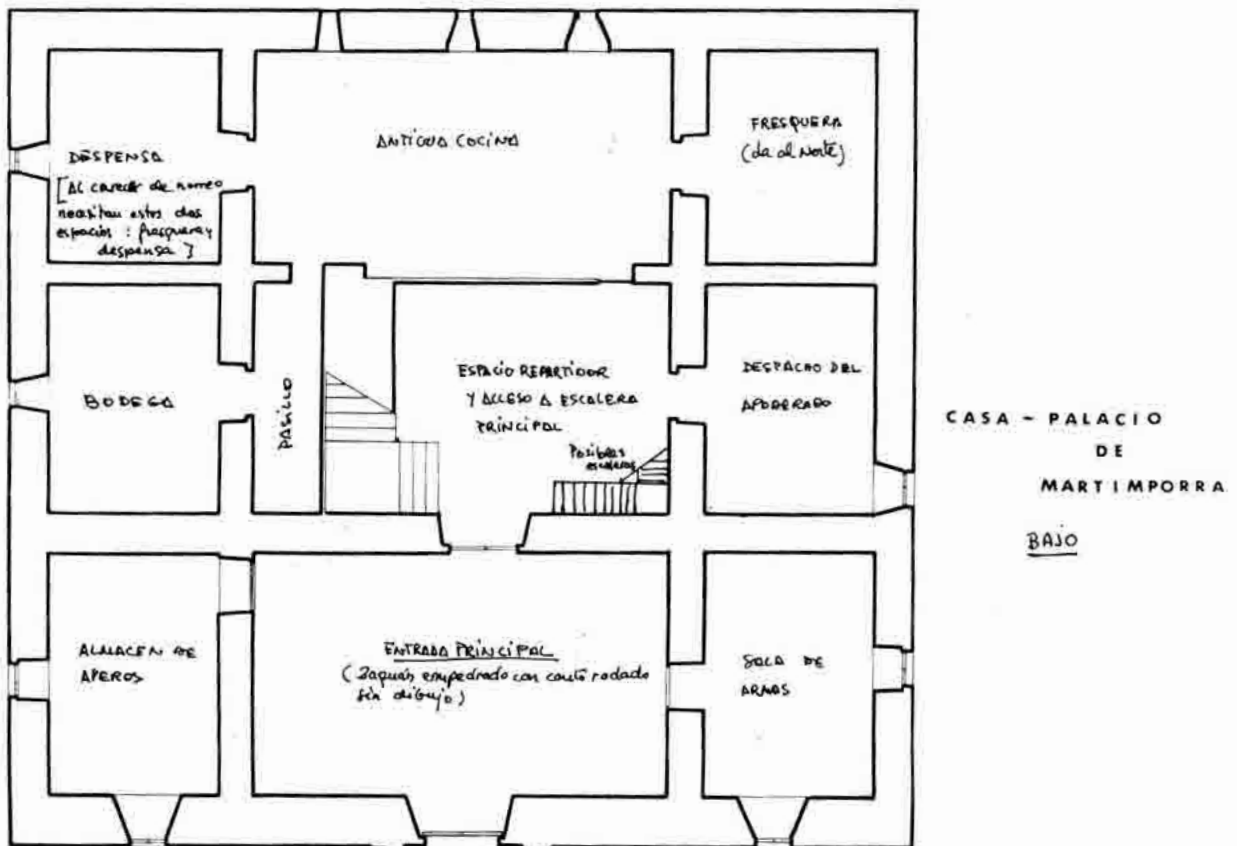 ANTIGUA COCINA
FRESQUERA
(da al Norte)
DESPENSA
[Al carecer de horreo
necesitan estos dos
espacios : fresquera y
despensa ]
BODEGA
PASILLO
ESPACIO REPARTIDOR
Y ACCESO A ESCALERA
PRINCIPAL
Posibles
escaleras
DESPACHO DEL
APODERADO
CASA - PALACIO
DE
MARTIMPORRA
BAJO
ALMACEN DE
APEROS
ENTRADA PRINCIPAL
(Zaguán empedrado con canto rodado
sin dibujo)
SALA DE
ARMAS